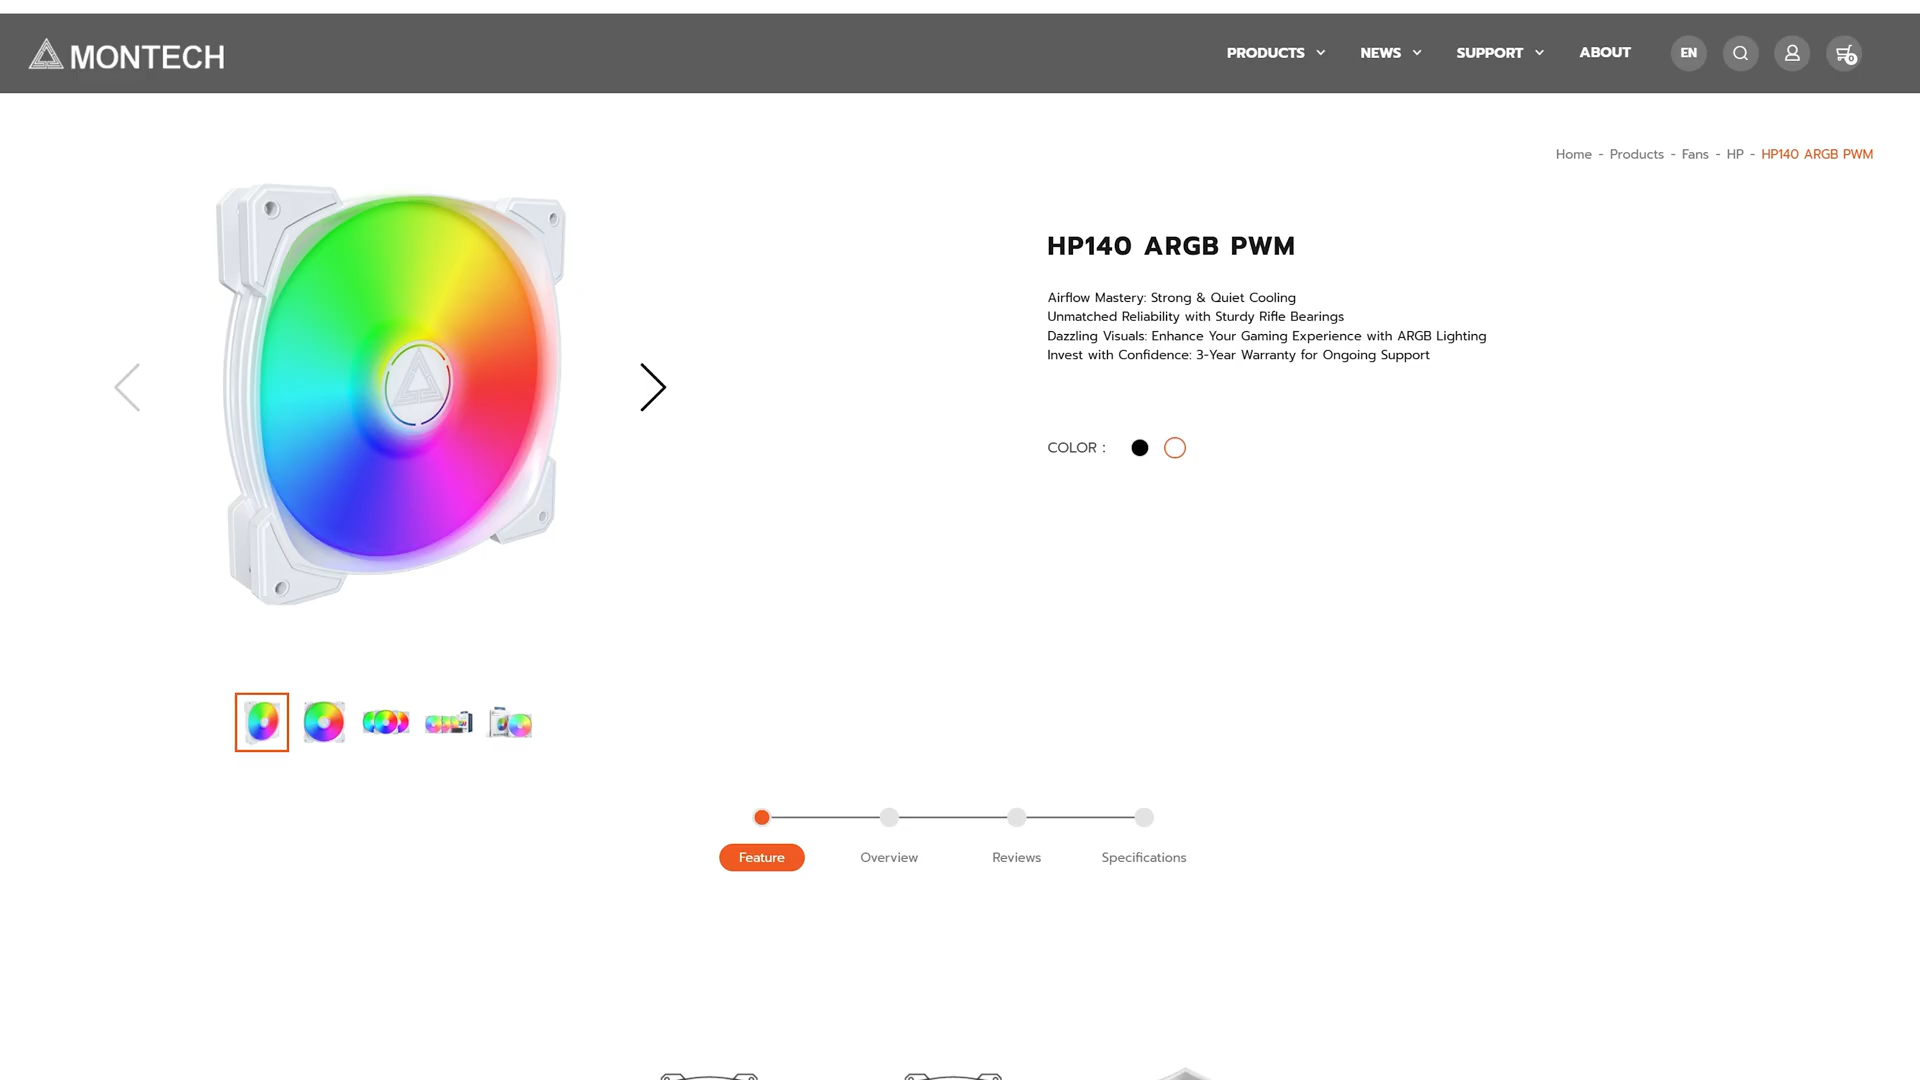 MONTECH
PRODUCTS
NEWS
SUPPORT
ABOUT
EN
0
Home - Products - Fans - HP - HP140 ARGB PWM
HP140 ARGB PWM
Airflow Mastery: Strong & Quiet Cooling
Unmatched Reliability with Sturdy Rifle Bearings
Dazzling Visuals: Enhance Your Gaming Experience with ARGB Lighting
Invest with Confidence: 3-Year Warranty for Ongoing Support
COLOR :
Feature
Overview
Reviews
Specifications